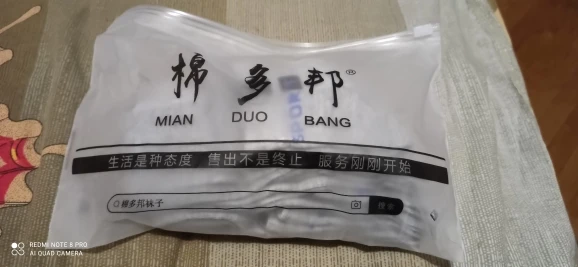 棉多邦®
MIAN DUO BANG
SPOR
生活是种态度 售出不是终止 服务刚刚开始
棉多邦袜子 搜索
REDMI NOTE 8 PRO
AI QUAD CAMERA